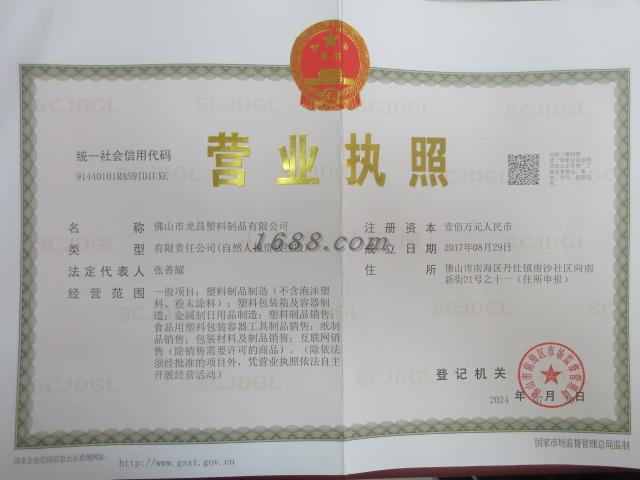 营业执照
统一社会信用代码
91440101MA59TD1UXE
名 称 佛山市龙昌塑料制品有限公司
类 型 有限责任公司(自然人投资或控股)
法定代表人 张善耀
经营范围 一般项目：塑料制品制造（不含泡沫塑
料、粉末涂料）；塑料包装箱及容器制
造；金属制日用品制造；塑料制品销售；
食品用塑料包装容器工具制品销售；纸制
品销售；包装材料及制品销售；互联网销
售（除销售需要许可的商品）。（除依法
须经批准的项目外，凭营业执照依法自主
开展经营活动）
注册资本 壹佰万元人民币
成立日期 2017年08月29日
住 所 佛山市南海区丹灶镇南沙社区向南
新街21号之十一（住所申报）
登记机关
2024 年 07 月 日
1688.com
国家企业信用信息公示系统网址：
http://www.gsxt.gov.cn
国家市场监督管理总局监制
SCJDGL